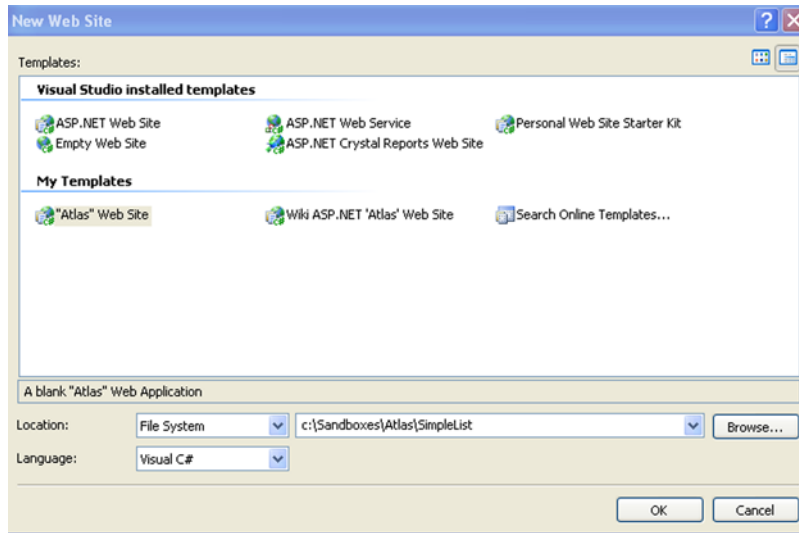 New Web Site
Templates:
Visual Studio installed templates
ASP.NET Web Site
ASP.NET Web Service
Personal Web Site Starter Kit
Empty Web Site
ASP.NET Crystal Reports Web Site
My Templates
"Atlas" Web Site
Wiki ASP.NET 'Atlas' Web Site
Search Online Templates...
A blank "Atlas" Web Application
Location: File System c:\Sandboxes\Atlas\SimpleList Browse...
Language: Visual C#
OK Cancel